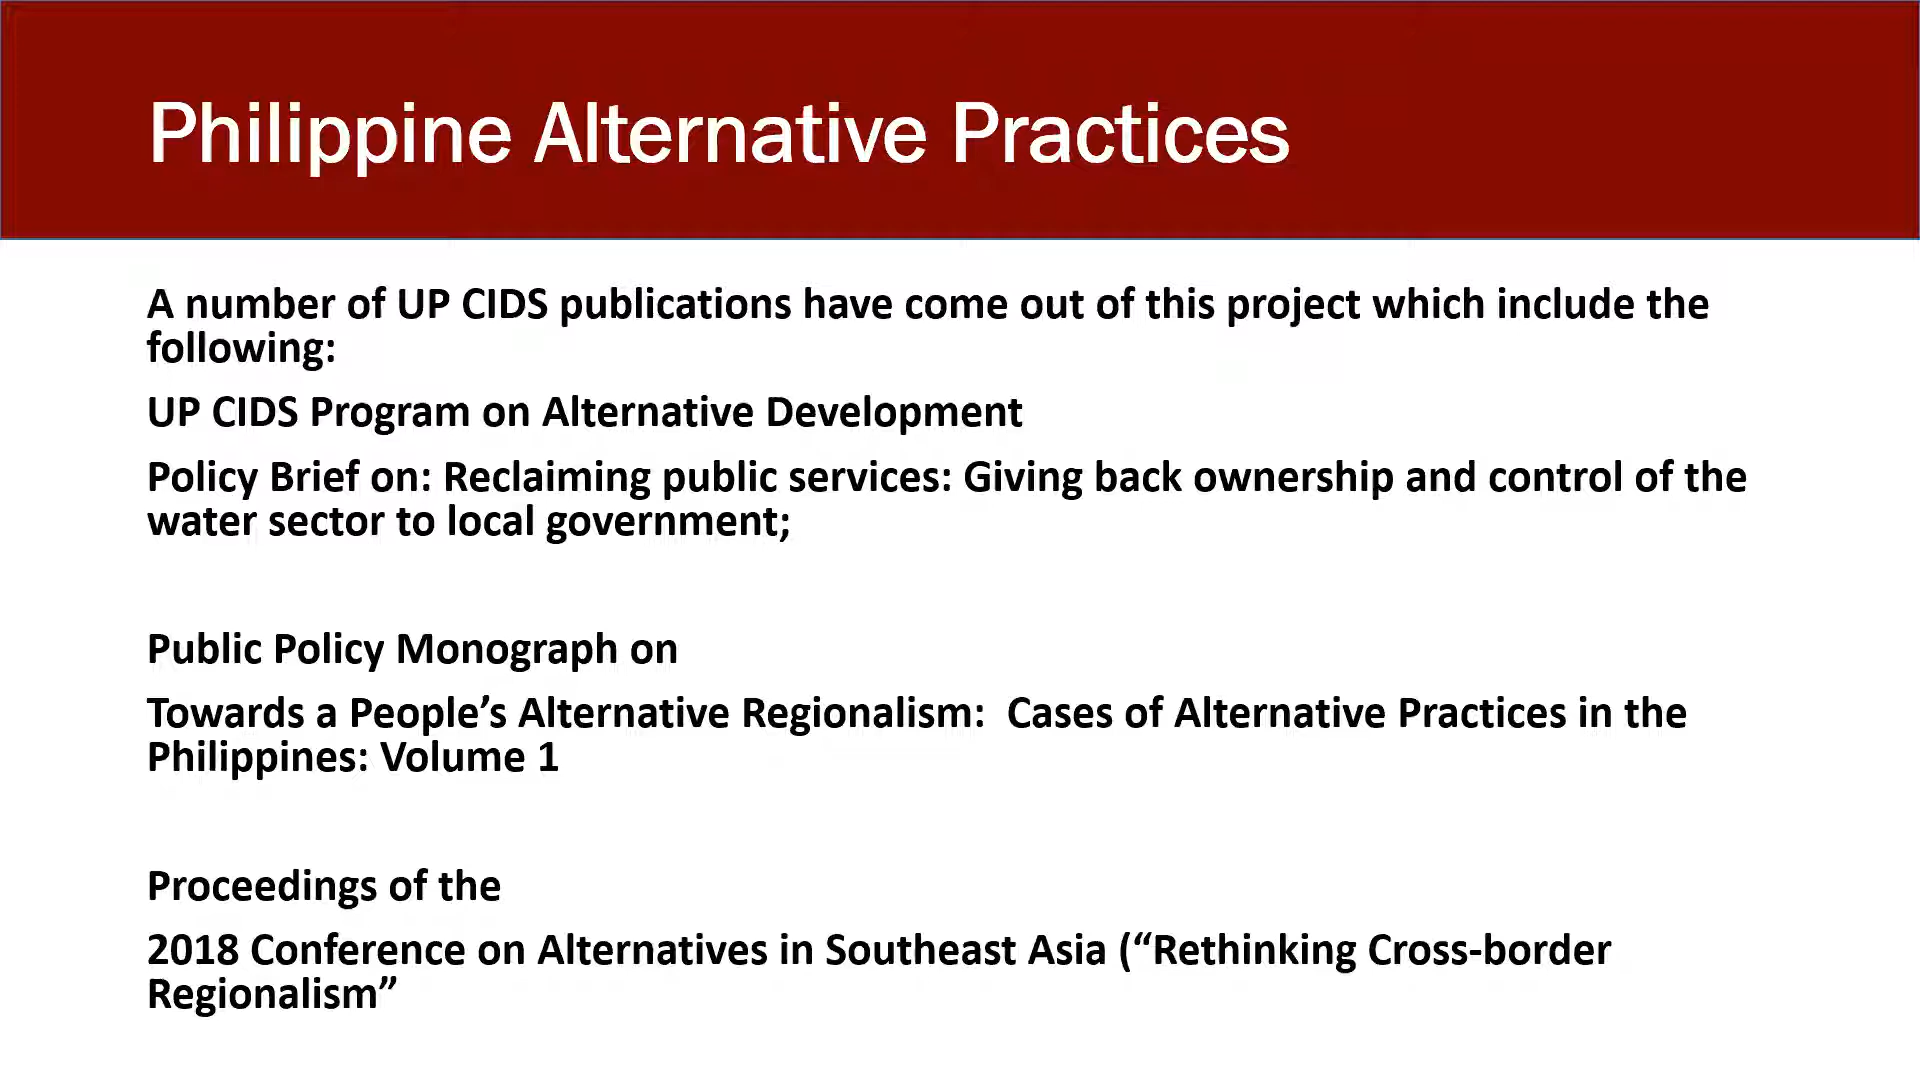 Philippine Alternative Practices
A number of UP CIDS publications have come out of this project which include the
following:
UP CIDS Program on Alternative Development
Policy Brief on: Reclaiming public services: Giving back ownership and control of the
water sector to local government;
Public Policy Monograph on
Towards a People’s Alternative Regionalism:  Cases of Alternative Practices in the
Philippines: Volume 1
Proceedings of the
2018 Conference on Alternatives in Southeast Asia (“Rethinking Cross-border
Regionalism”